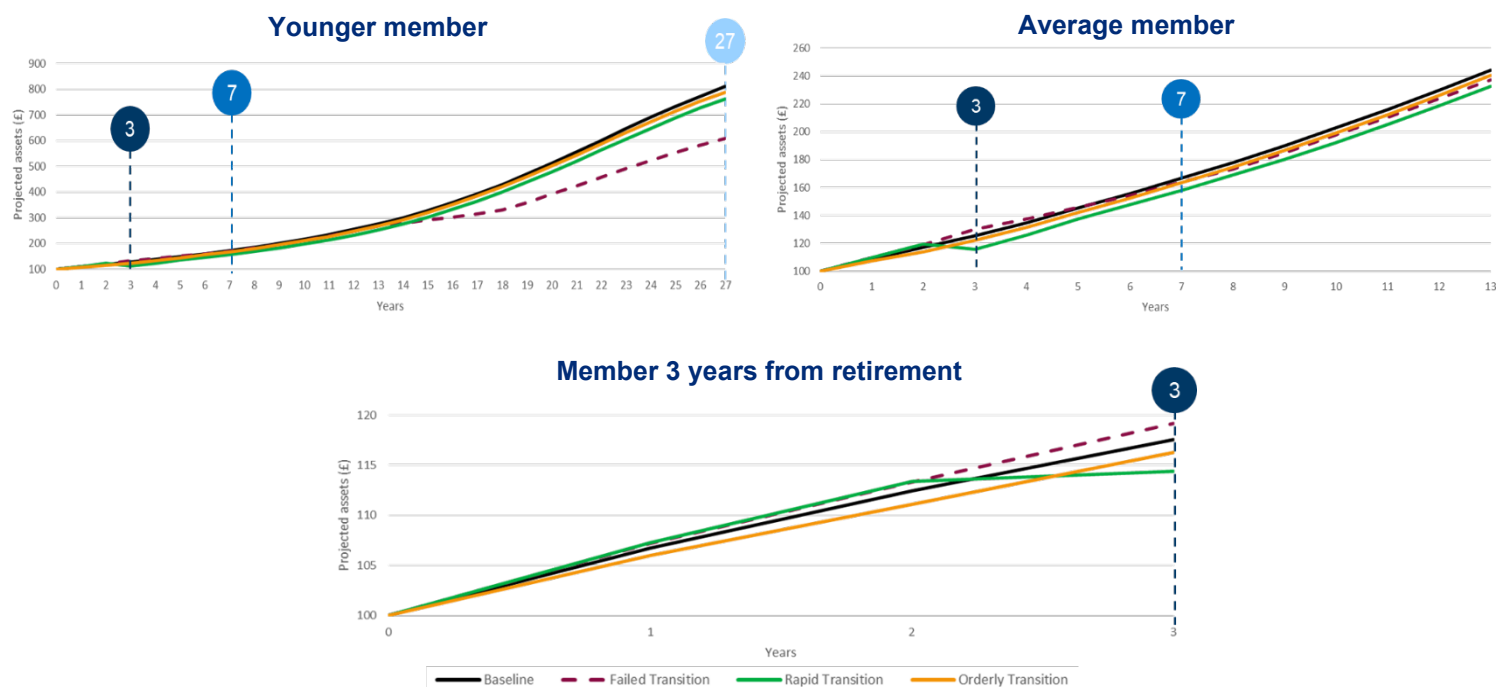 Younger member
Average member
27
7
3
3
7
Projected assets (£)
900
800
700
600
500
400
300
200
100
0 1 2 3 4 5 6 7 8 9 10 11 12 13 14 15 16 17 18 19 20 21 22 23 24 25 26 27
Years
Projected assets (£)
260
240
220
200
180
160
140
120
100
0 1 2 3 4 5 6 7 8 9 10 11 12 13
Years
Member 3 years from retirement
3
Projected assets (£)
120
115
110
105
100
0 1 2 3
Years
Baseline Failed Transition Rapid Transition Orderly Transition